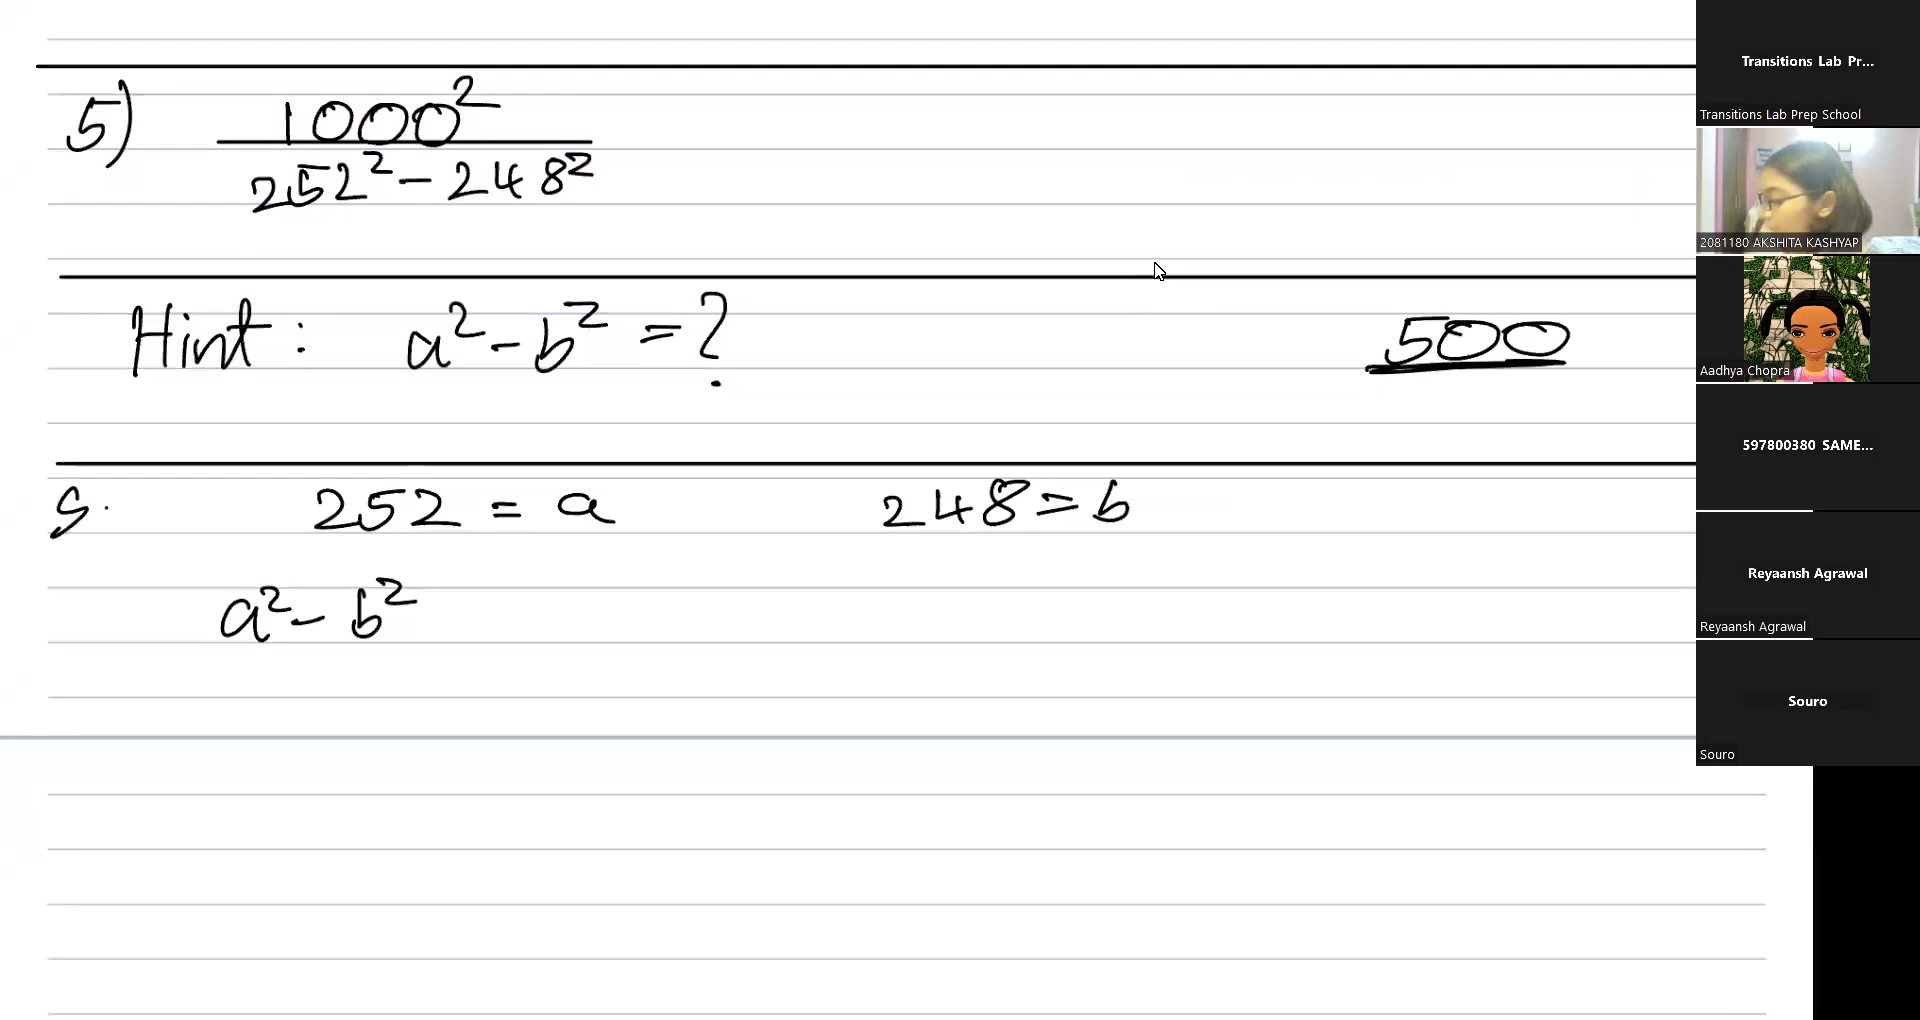 5) 1000²
252² - 248²
Hint: a² - b² = ?
500
S. 252 = a 248 = b
a² - b²
Transitions Lab Pr...
Transitions Lab Prep School
2081180 AKSHITA KASHYAP
Aadhya Chopra
597800380 SAME...
Reyaansh Agrawal
Reyaansh Agrawal
Souro
Souro